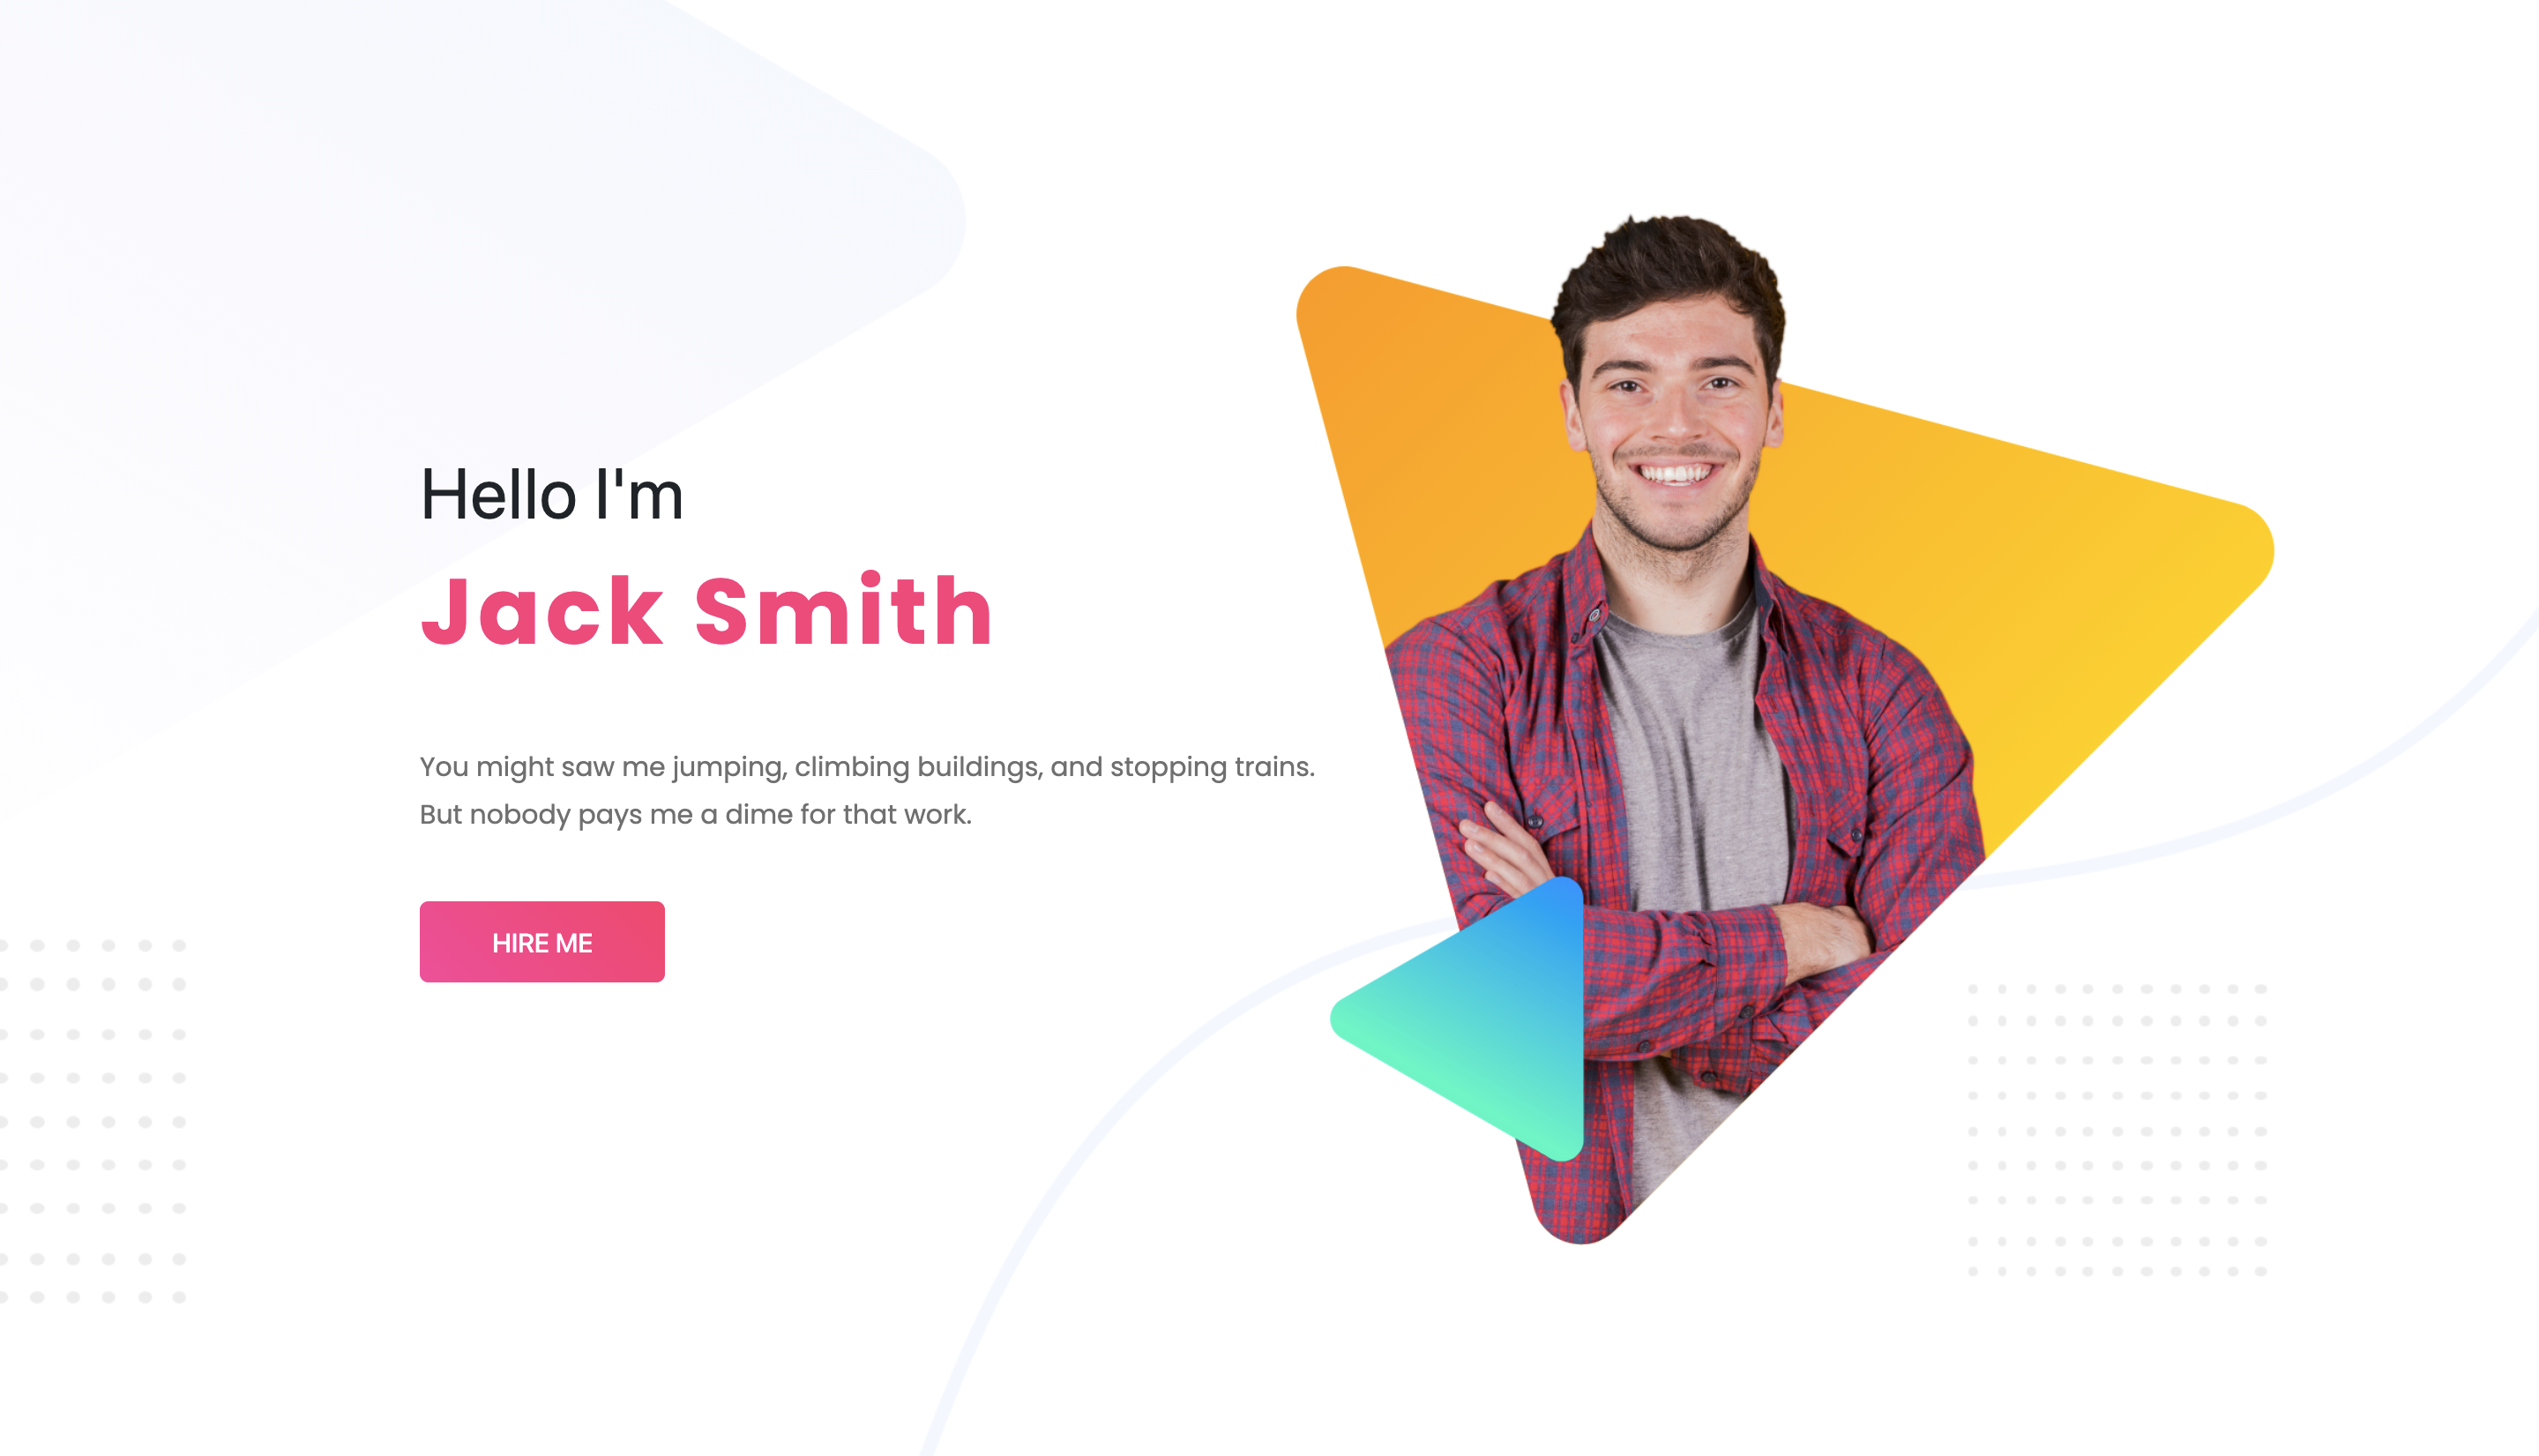 Hello I'm
Jack Smith
You might saw me jumping, climbing buildings, and stopping trains.
But nobody pays me a dime for that work.
HIRE ME